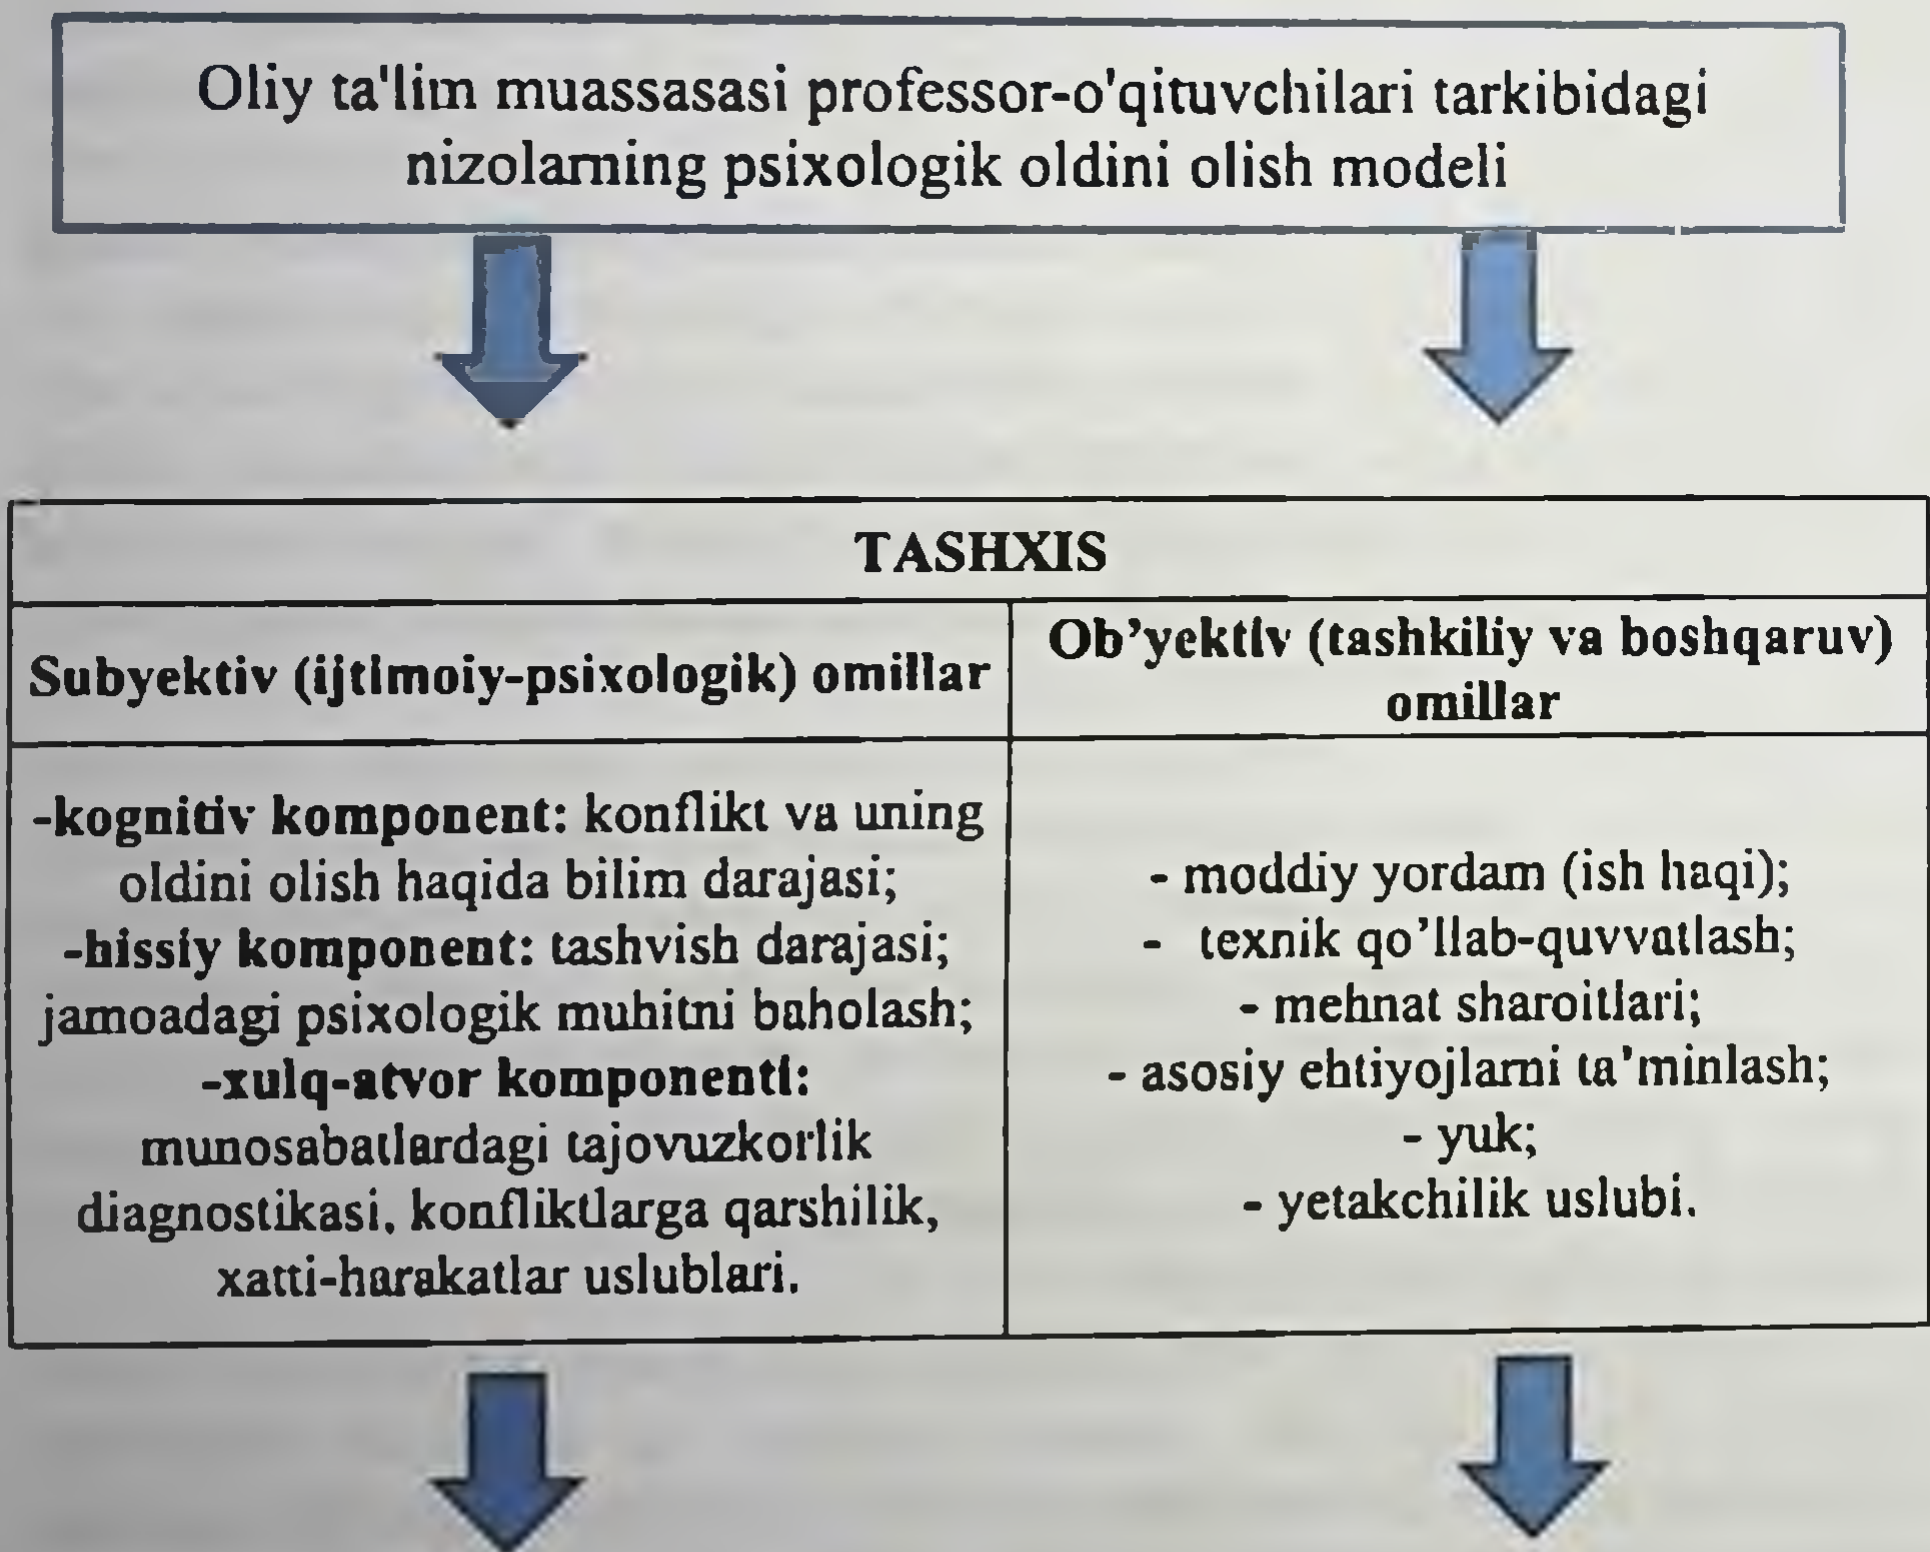 Oliy ta'lim muassasasi professor-o'qituvchilari tarkibidagi
nizolarning psixologik oldini olish modeli
TASHXIS
Subyektiv (ijtimoiy-psixologik) omillar
Ob’yektiv (tashkiliy va boshqaruv)
omillar
-kognitiv komponent: konflikt va uning
oldini olish haqida bilim darajasi;
-hissiy komponent: tashvish darajasi;
jamoadagi psixologik muhitni baholash;
-xulq-atvor komponenti:
munosabatlardagi tajovuzkorlik
diagnostikasi, konfliktlarga qarshilik,
xatti-harakatlar uslublari.
- moddiy yordam (ish haqi);
- texnik qo’llab-quvvatlash;
- mehnat sharoitlari;
- asosiy ehtiyojlarni ta’minlash;
- yuk;
- yetakchilik uslubi.